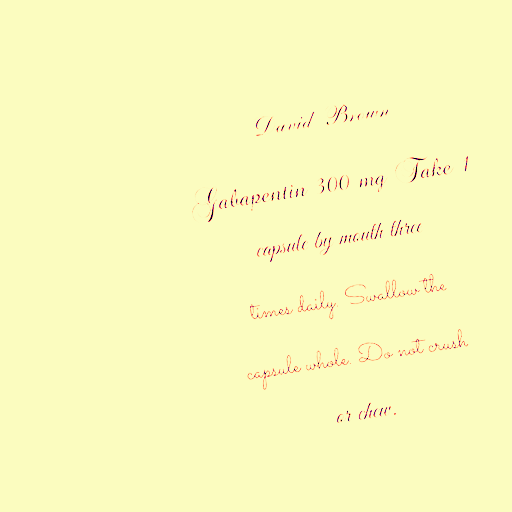 David Brown
Gabapentin 300 mg Take 1
capsule by mouth three
times daily. Swallow the
capsule whole. Do not crush
or chew.